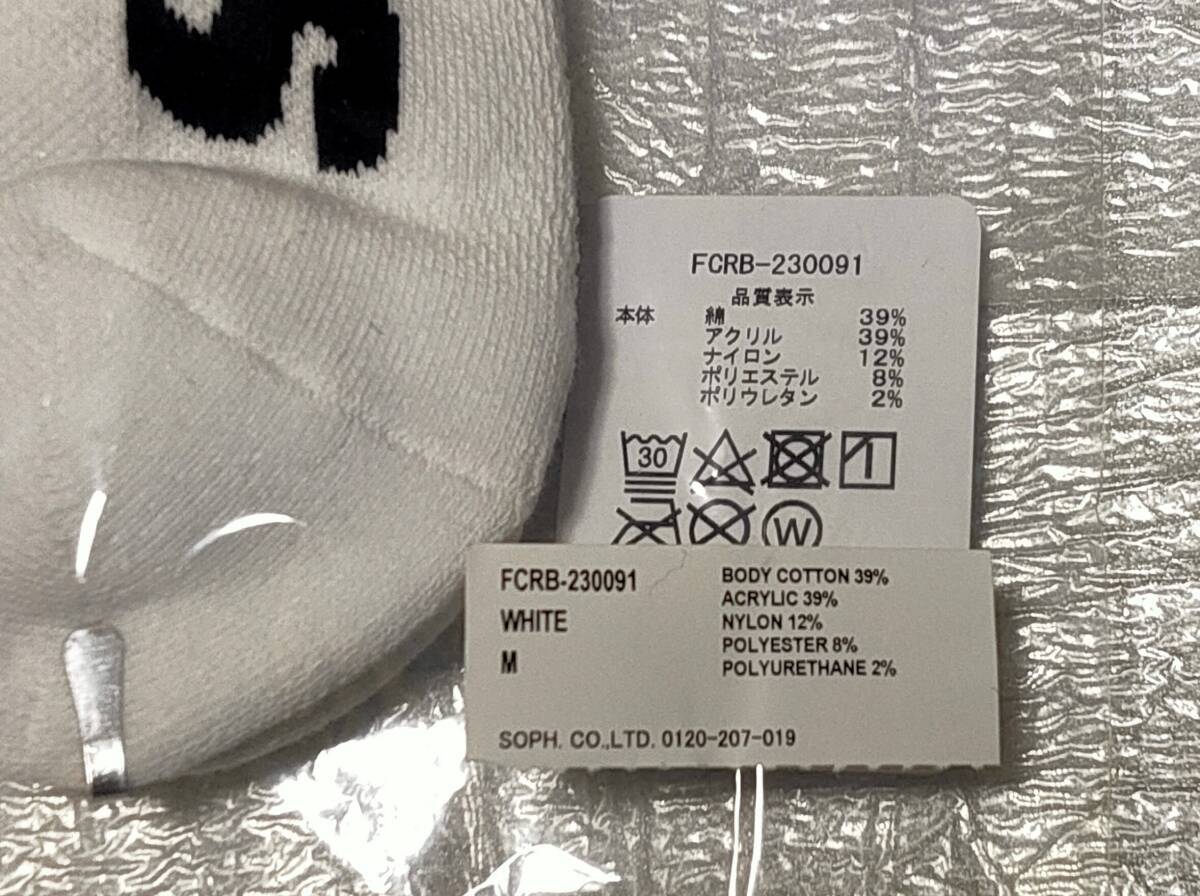 FCRB-230091
品質表示
本体 綿 39%
アクリル 39%
ナイロン 12%
ポリエステル 8%
ポリウレタン 2%
30
W
FCRB-230091
WHITE
M
BODY COTTON 39%
ACRYLIC 39%
NYLON 12%
POLYESTER 8%
POLYURETHANE 2%
SOPH. CO.,LTD. 0120-207-019